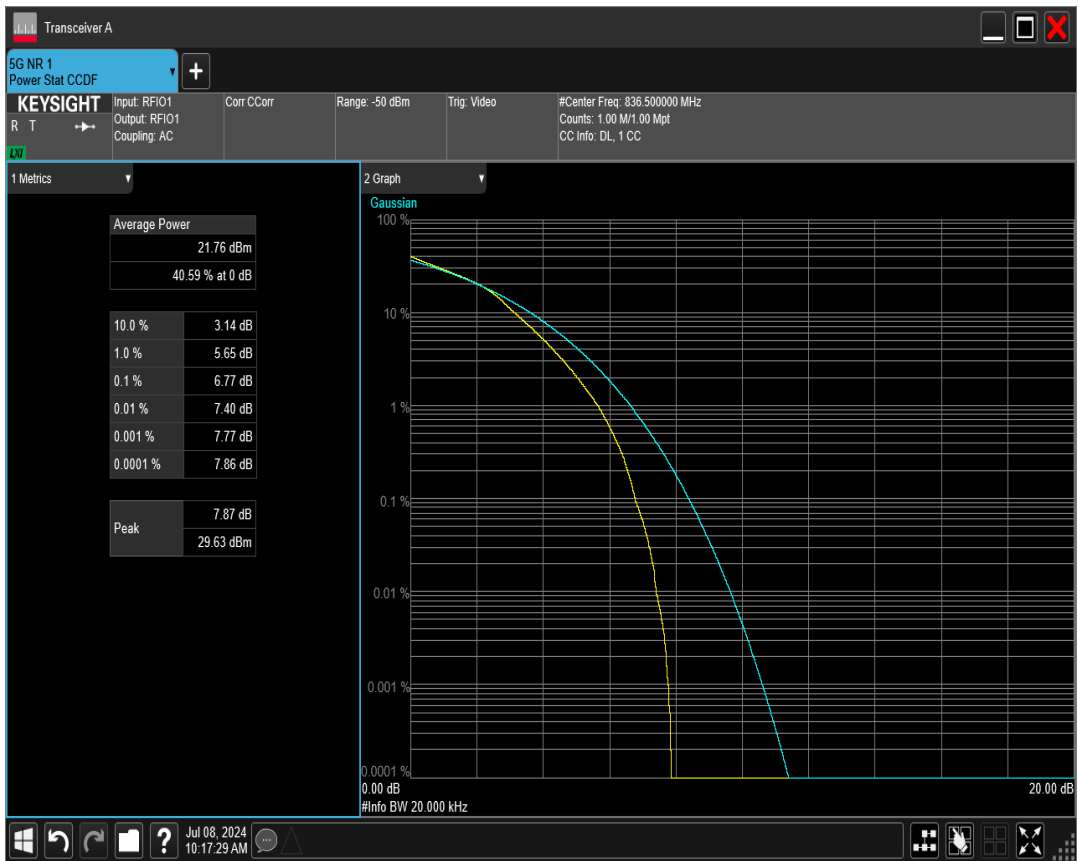 Transceiver A
5G NR 1
Power Stat CCDF
+
KEYSIGHT
R T
LXI
Input: RFIO1
Output: RFIO1
Coupling: AC
Corr CCorr
Range: -50 dBm
Trig: Video
#Center Freq: 836.500000 MHz
Counts: 1.00 M/1.00 Mpt
CC Info: DL, 1 CC
1 Metrics
Average Power
21.76 dBm
40.59 % at 0 dB
10.0 % 3.14 dB
1.0 % 5.65 dB
0.1 % 6.77 dB
0.01 % 7.40 dB
0.001 % 7.77 dB
0.0001 % 7.86 dB
Peak
7.87 dB
29.63 dBm
2 Graph
Gaussian
100 %
10 %
1 %
0.1 %
0.01 %
0.001 %
0.0001 %
0.00 dB 20.00 dB
#Info BW 20.000 kHz
?
Jul 08, 2024
10:17:29 AM